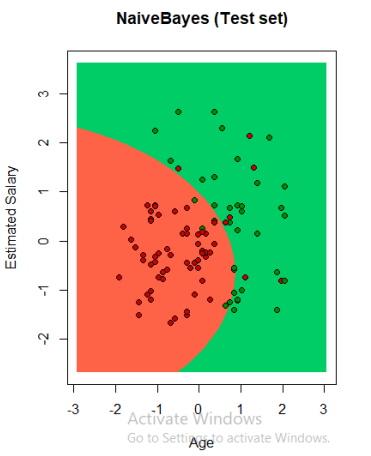 NaiveBayes (Test set)
Estimated Salary
3
2
1
0
-1
-2
-3 -2 -1 0 1 2 3
Activate Windows
Age
Go to Settings to activate Windows.